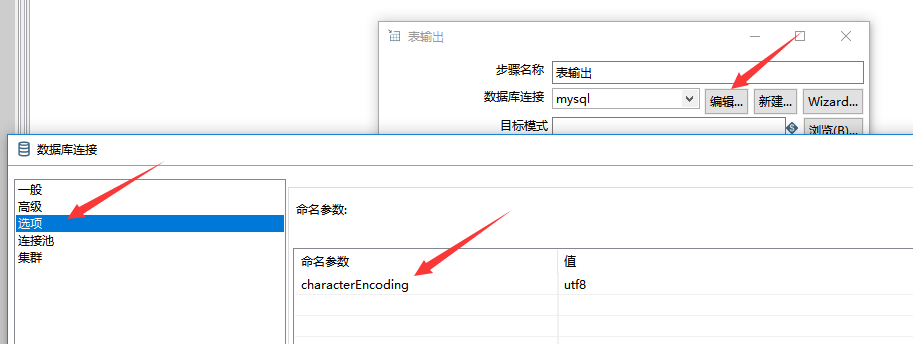 表输出
步骤名称 表输出
数据库连接 mysql 编辑... 新建... Wizard...
目标模式 浏览(B)...
数据库连接
一般
高级
选项
连接池
集群
命名参数:
命名参数 值
characterEncoding utf8